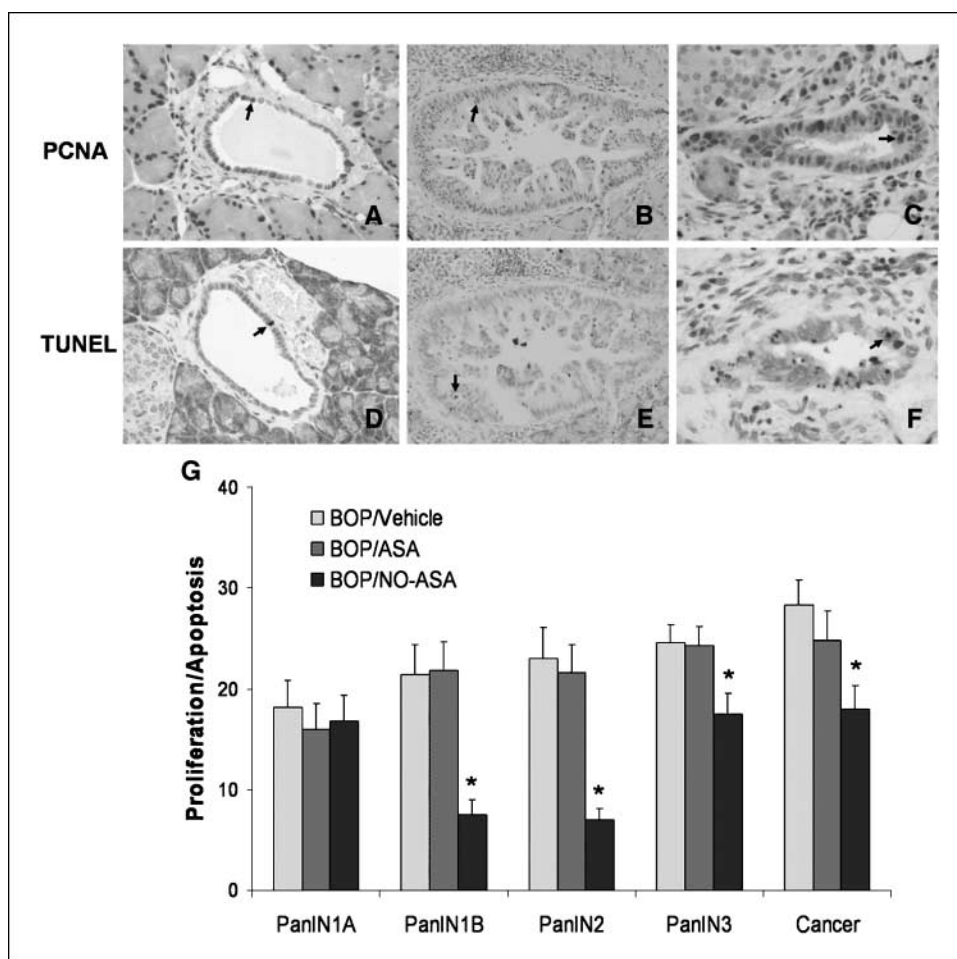 PCNA
A
B
C
TUNEL
D
E
F
G
Proliferation/Apoptosis
40
30
20
10
0
BOP/Vehicle
BOP/ASA
BOP/NO-ASA
*
*
*
*
PanIN1A PanIN1B PanIN2 PanIN3 Cancer